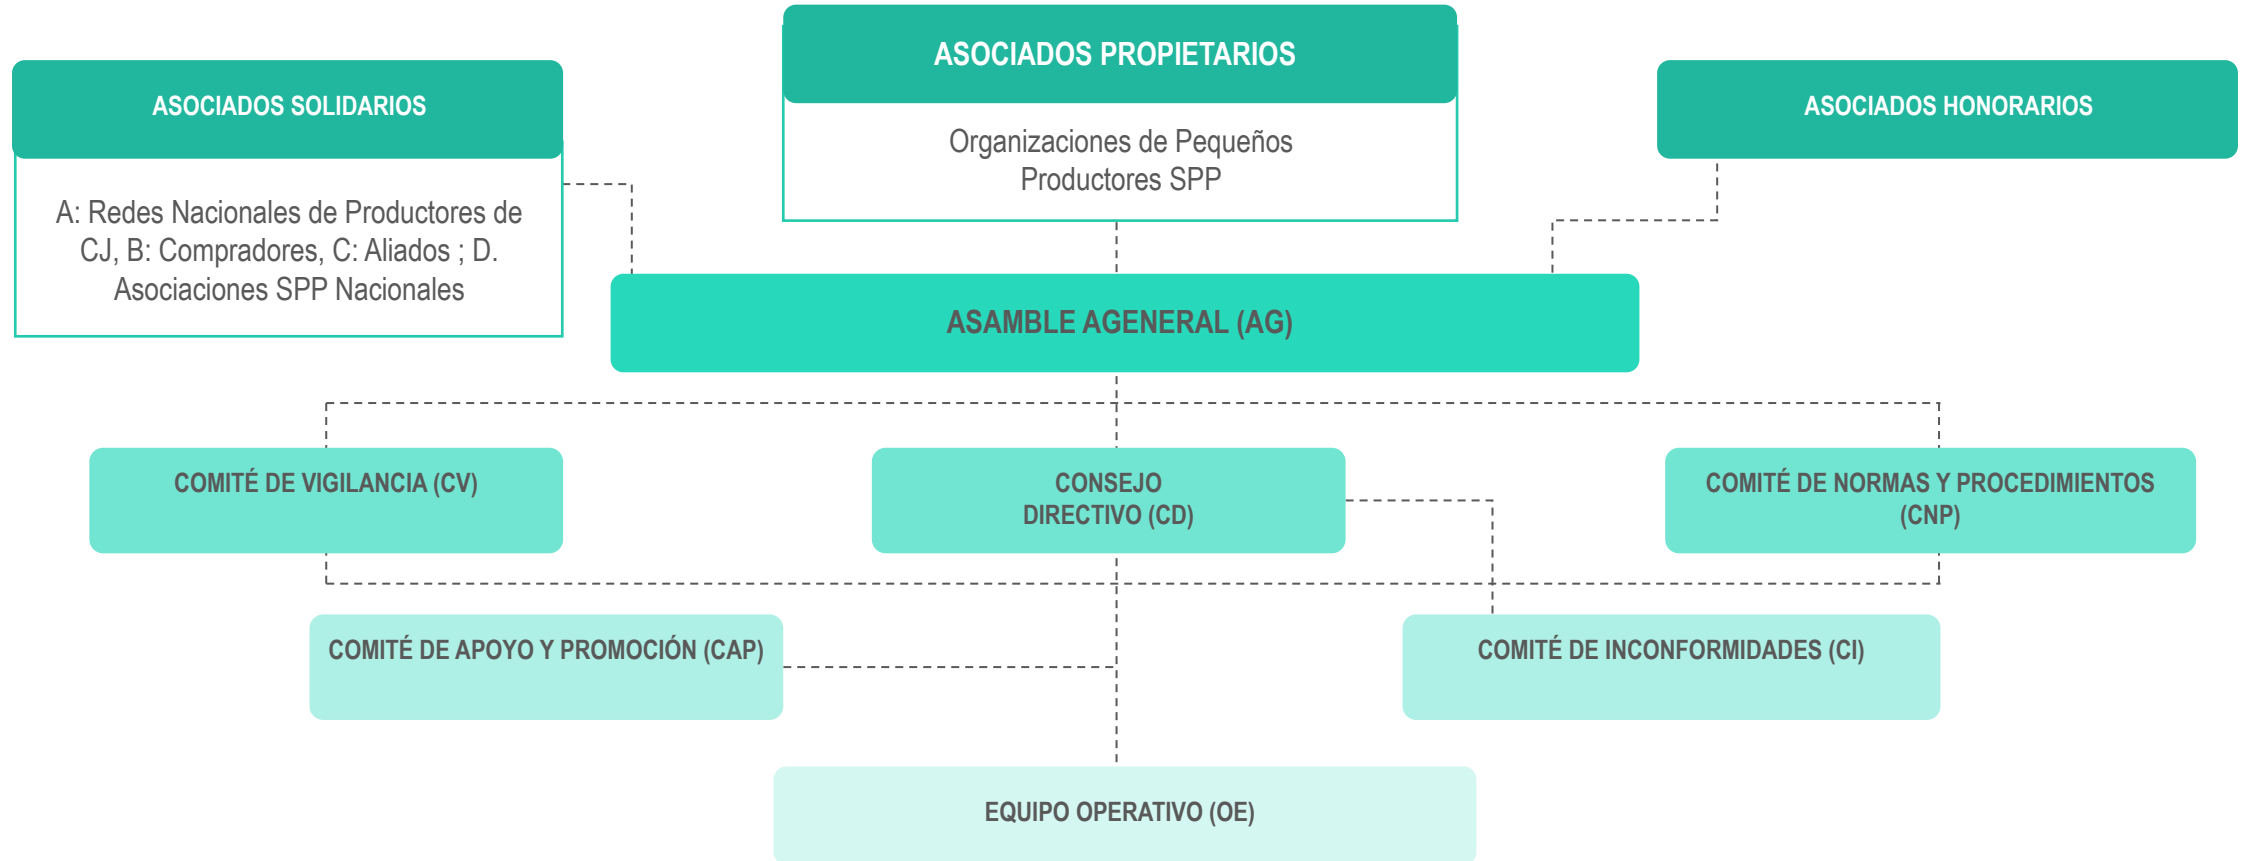 ASOCIADOS PROPIETARIOS
Organizaciones de Pequeños
Productores SPP
ASOCIADOS SOLIDARIOS
A: Redes Nacionales de Productores de
CJ, B: Compradores, C: Aliados ; D.
Asociaciones SPP Nacionales
ASOCIADOS HONORARIOS
ASAMBLE AGENERAL (AG)
COMITÉ DE VIGILANCIA (CV)
CONSEJO
DIRECTIVO (CD)
COMITÉ DE NORMAS Y PROCEDIMIENTOS
(CNP)
COMITÉ DE APOYO Y PROMOCIÓN (CAP)
COMITÉ DE INCONFORMIDADES (CI)
EQUIPO OPERATIVO (OE)